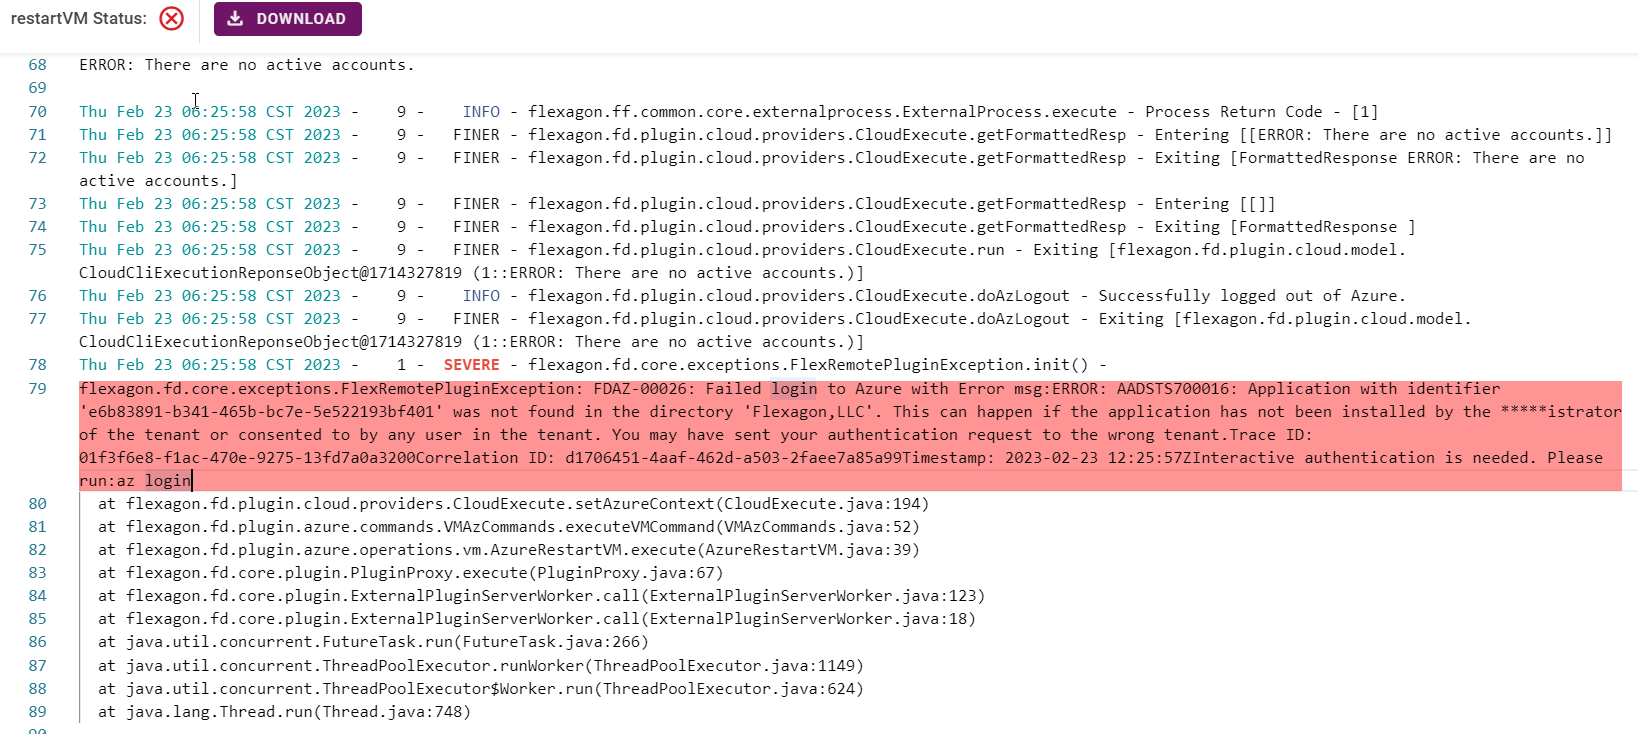 restartVM Status: DOWNLOAD
68 ERROR: There are no active accounts.
69
70 Thu Feb 23 06:25:58 CST 2023 - 9 - INFO - flexagon.ff.common.core.externalprocess.ExternalProcess.execute - Process Return Code - [1]
71 Thu Feb 23 06:25:58 CST 2023 - 9 - FINER - flexagon.fd.plugin.cloud.providers.CloudExecute.getFormattedResp - Entering [[ERROR: There are no active accounts.]]
72 Thu Feb 23 06:25:58 CST 2023 - 9 - FINER - flexagon.fd.plugin.cloud.providers.CloudExecute.getFormattedResp - Exiting [FormattedResponse ERROR: There are no
active accounts.]
73 Thu Feb 23 06:25:58 CST 2023 - 9 - FINER - flexagon.fd.plugin.cloud.providers.CloudExecute.getFormattedResp - Entering [[]]
74 Thu Feb 23 06:25:58 CST 2023 - 9 - FINER - flexagon.fd.plugin.cloud.providers.CloudExecute.getFormattedResp - Exiting [FormattedResponse ]
75 Thu Feb 23 06:25:58 CST 2023 - 9 - FINER - flexagon.fd.plugin.cloud.providers.CloudExecute.run - Exiting [flexagon.fd.plugin.cloud.model.
CloudCliExecutionReponseObject@1714327819 (1::ERROR: There are no active accounts.)]
76 Thu Feb 23 06:25:58 CST 2023 - 9 - INFO - flexagon.fd.plugin.cloud.providers.CloudExecute.doAzLogout - Successfully logged out of Azure.
77 Thu Feb 23 06:25:58 CST 2023 - 9 - FINER - flexagon.fd.plugin.cloud.providers.CloudExecute.doAzLogout - Exiting [flexagon.fd.plugin.cloud.model.
CloudCliExecutionReponseObject@1714327819 (1::ERROR: There are no active accounts.)]
78 Thu Feb 23 06:25:58 CST 2023 - 1 - SEVERE - flexagon.fd.core.exceptions.FlexRemotePluginException.init() -
79 flexagon.fd.core.exceptions.FlexRemotePluginException: FDAZ-00026: Failed login to Azure with Error msg:ERROR: AADSTS700016: Application with identifier
'e6b83891-b341-465b-bc7e-5e522193bf401' was not found in the directory 'Flexagon,LLC'. This can happen if the application has not been installed by the *****istrator
of the tenant or consented to by any user in the tenant. You may have sent your authentication request to the wrong tenant.Trace ID:
01f3f6e8-f1ac-470e-9275-13fd7a0a3200Correlation ID: d1706451-4aaf-462d-a503-2faee7a85a99Timestamp: 2023-02-23 12:25:57ZInteractive authentication is needed. Please
run:az login
80 at flexagon.fd.plugin.cloud.providers.CloudExecute.setAzureContext(CloudExecute.java:194)
81 at flexagon.fd.plugin.azure.commands.VMAzCommands.executeVMCommand(VMAzCommands.java:52)
82 at flexagon.fd.plugin.azure.operations.vm.AzureRestartVM.execute(AzureRestartVM.java:39)
83 at flexagon.fd.core.plugin.PluginProxy.execute(PluginProxy.java:67)
84 at flexagon.fd.core.plugin.ExternalPluginServerWorker.call(ExternalPluginServerWorker.java:123)
85 at flexagon.fd.core.plugin.ExternalPluginServerWorker.call(ExternalPluginServerWorker.java:18)
86 at java.util.concurrent.FutureTask.run(FutureTask.java:266)
87 at java.util.concurrent.ThreadPoolExecutor.runWorker(ThreadPoolExecutor.java:1149)
88 at java.util.concurrent.ThreadPoolExecutor$Worker.run(ThreadPoolExecutor.java:624)
89 at java.lang.Thread.run(Thread.java:748)